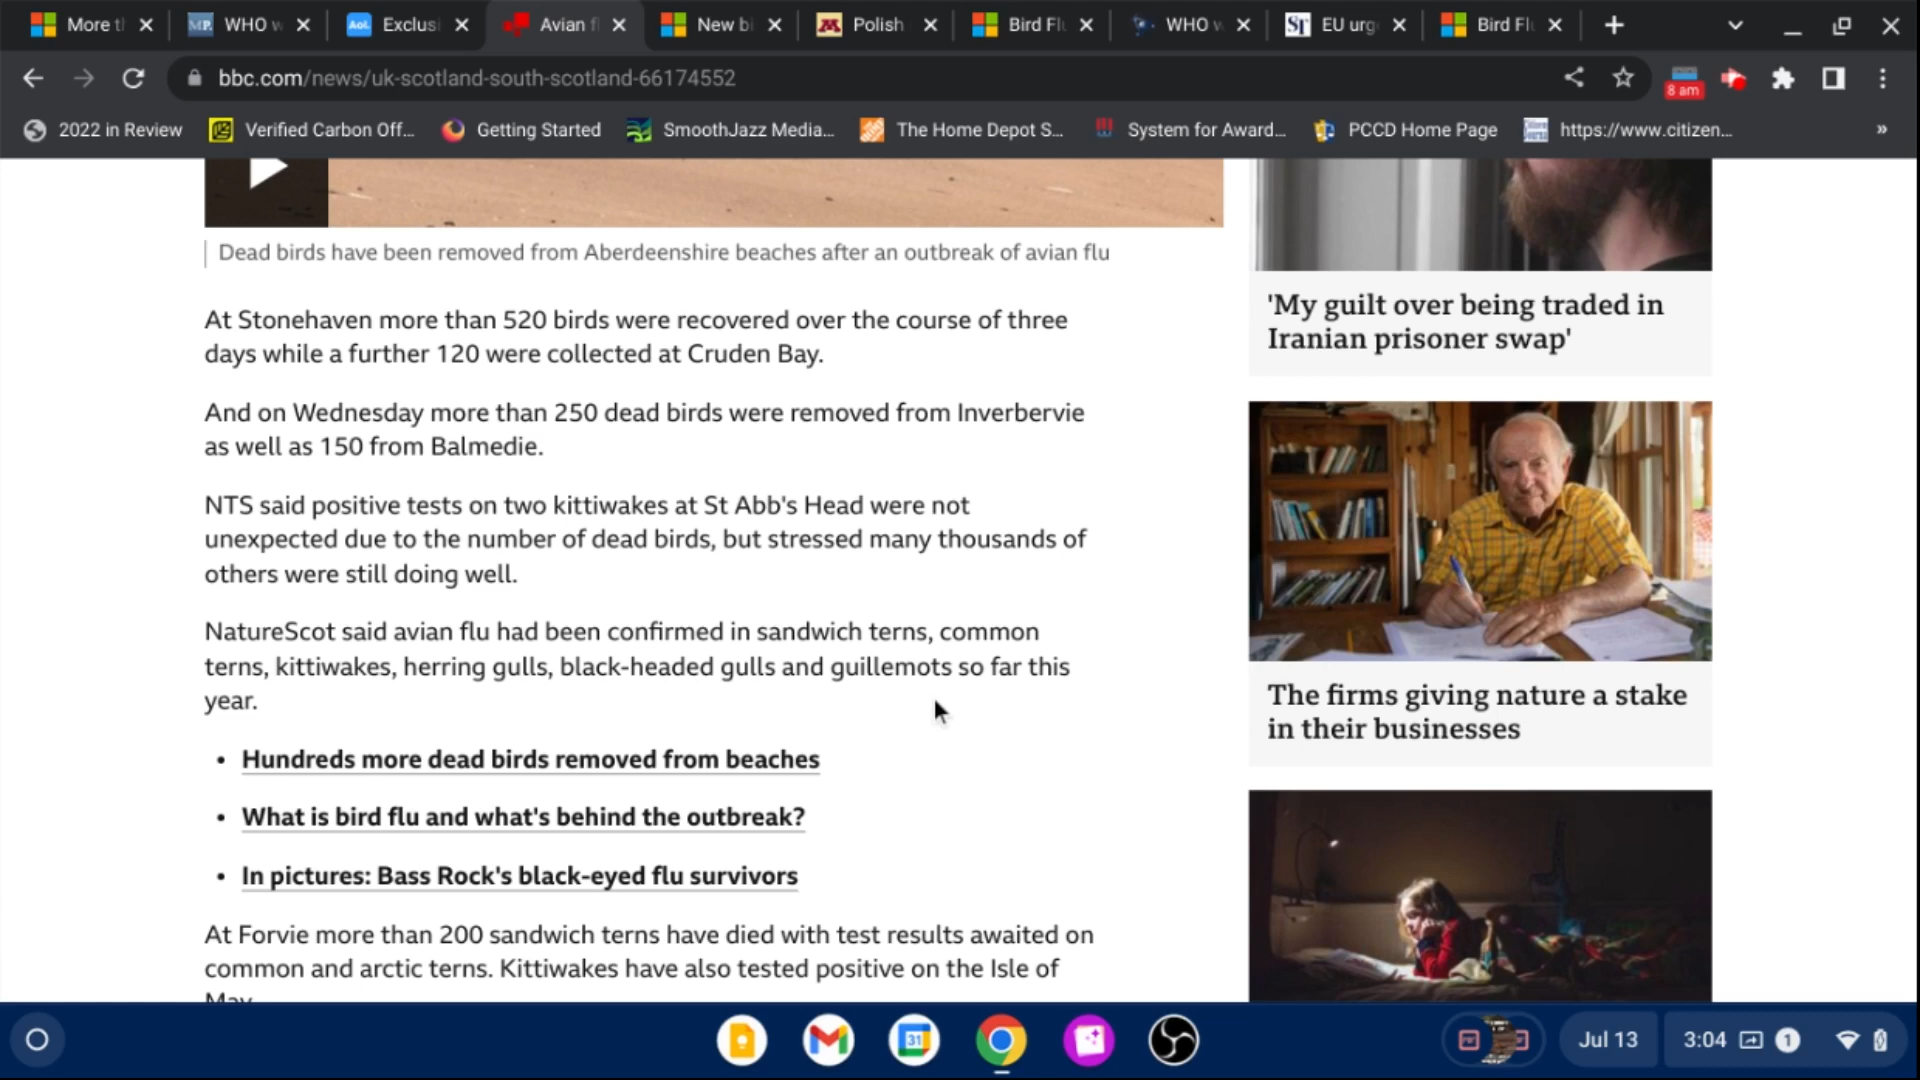 More t
WHO w
Exclus
Avian f
New bi
Polish
Bird Fl
WHO w
EU urg
Bird Fl
bbc.com/news/uk-scotland-south-scotland-66174552
8 am
2022 in Review
Verified Carbon Off...
Getting Started
SmoothJazz Media...
The Home Depot S...
System for Award...
PCCD Home Page
https://www.citizen...
»
Dead birds have been removed from Aberdeenshire beaches after an outbreak of avian flu
At Stonehaven more than 520 birds were recovered over the course of three
days while a further 120 were collected at Cruden Bay.
And on Wednesday more than 250 dead birds were removed from Inverbervie
as well as 150 from Balmedie.
NTS said positive tests on two kittiwakes at St Abb's Head were not
unexpected due to the number of dead birds, but stressed many thousands of
others were still doing well.
NatureScot said avian flu had been confirmed in sandwich terns, common
terns, kittiwakes, herring gulls, black-headed gulls and guillemots so far this
year.
• Hundreds more dead birds removed from beaches
• What is bird flu and what's behind the outbreak?
• In pictures: Bass Rock's black-eyed flu survivors
At Forvie more than 200 sandwich terns have died with test results awaited on
common and arctic terns. Kittiwakes have also tested positive on the Isle of
May.
'My guilt over being traded in
Iranian prisoner swap'
The firms giving nature a stake
in their businesses
31
Jul 13
3:04
1